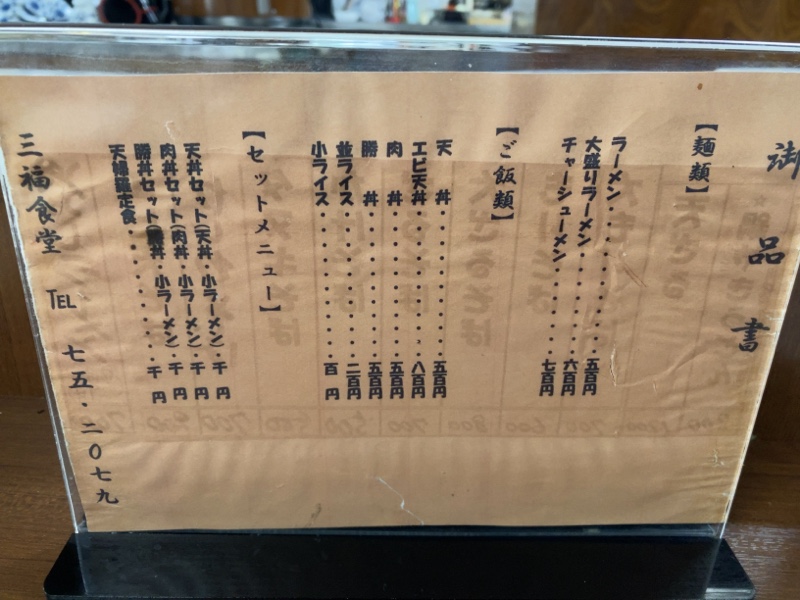 御品書
【麺類】
ラーメン・・・・・・・・・・五百円
大盛りラーメン・・・・・・・六百円
チャーシューメン・・・・・・七百円
【ご飯類】
天 丼・・・・・・・・・・五百円
エビ天丼・・・・・・・・・・八百円
肉 丼・・・・・・・・・・五百円
勝 丼・・・・・・・・・・五百円
並ライス・・・・・・・・・・二百円
小ライス・・・・・・・・・・百 円
【セットメニュー】
天丼セット(天丼・小ラーメン)・千 円
肉丼セット(肉丼・小ラーメン)・千 円
勝丼セット(勝丼・小ラーメン)・千 円
天婦羅定食・・・・・・・・・・千 円
三福食堂 TEL 七五・二〇七九